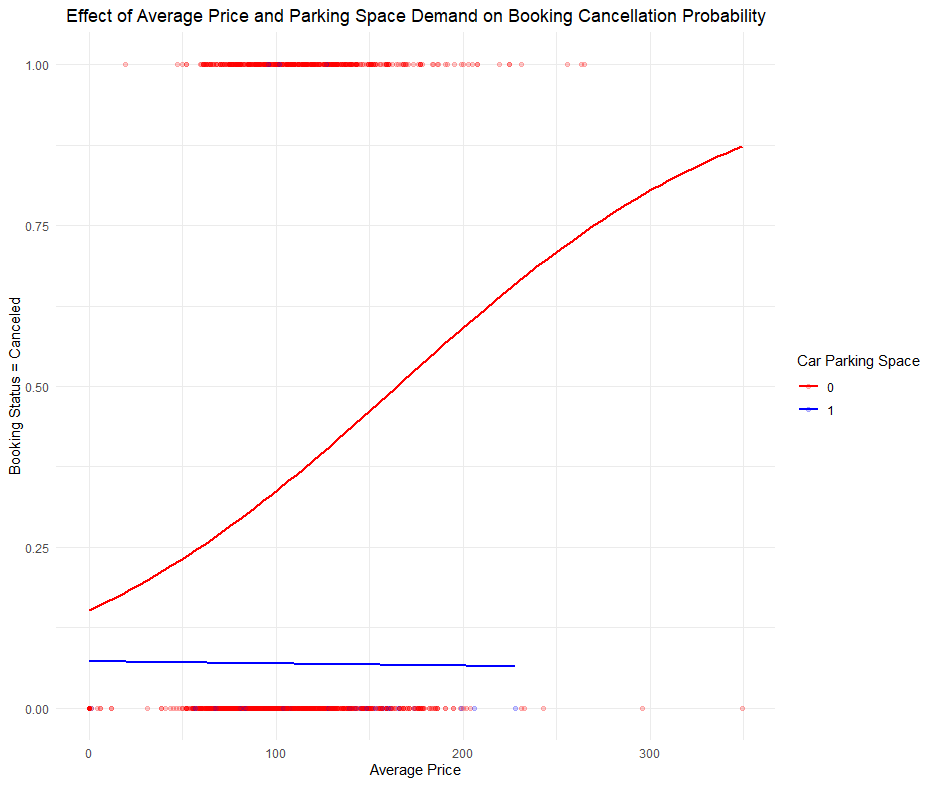 Effect of Average Price and Parking Space Demand on Booking Cancellation Probability
1.00
0.75
0.50
0.25
0.00
Booking Status = Canceled
0
100
200
300
Average Price
Car Parking Space
0
1